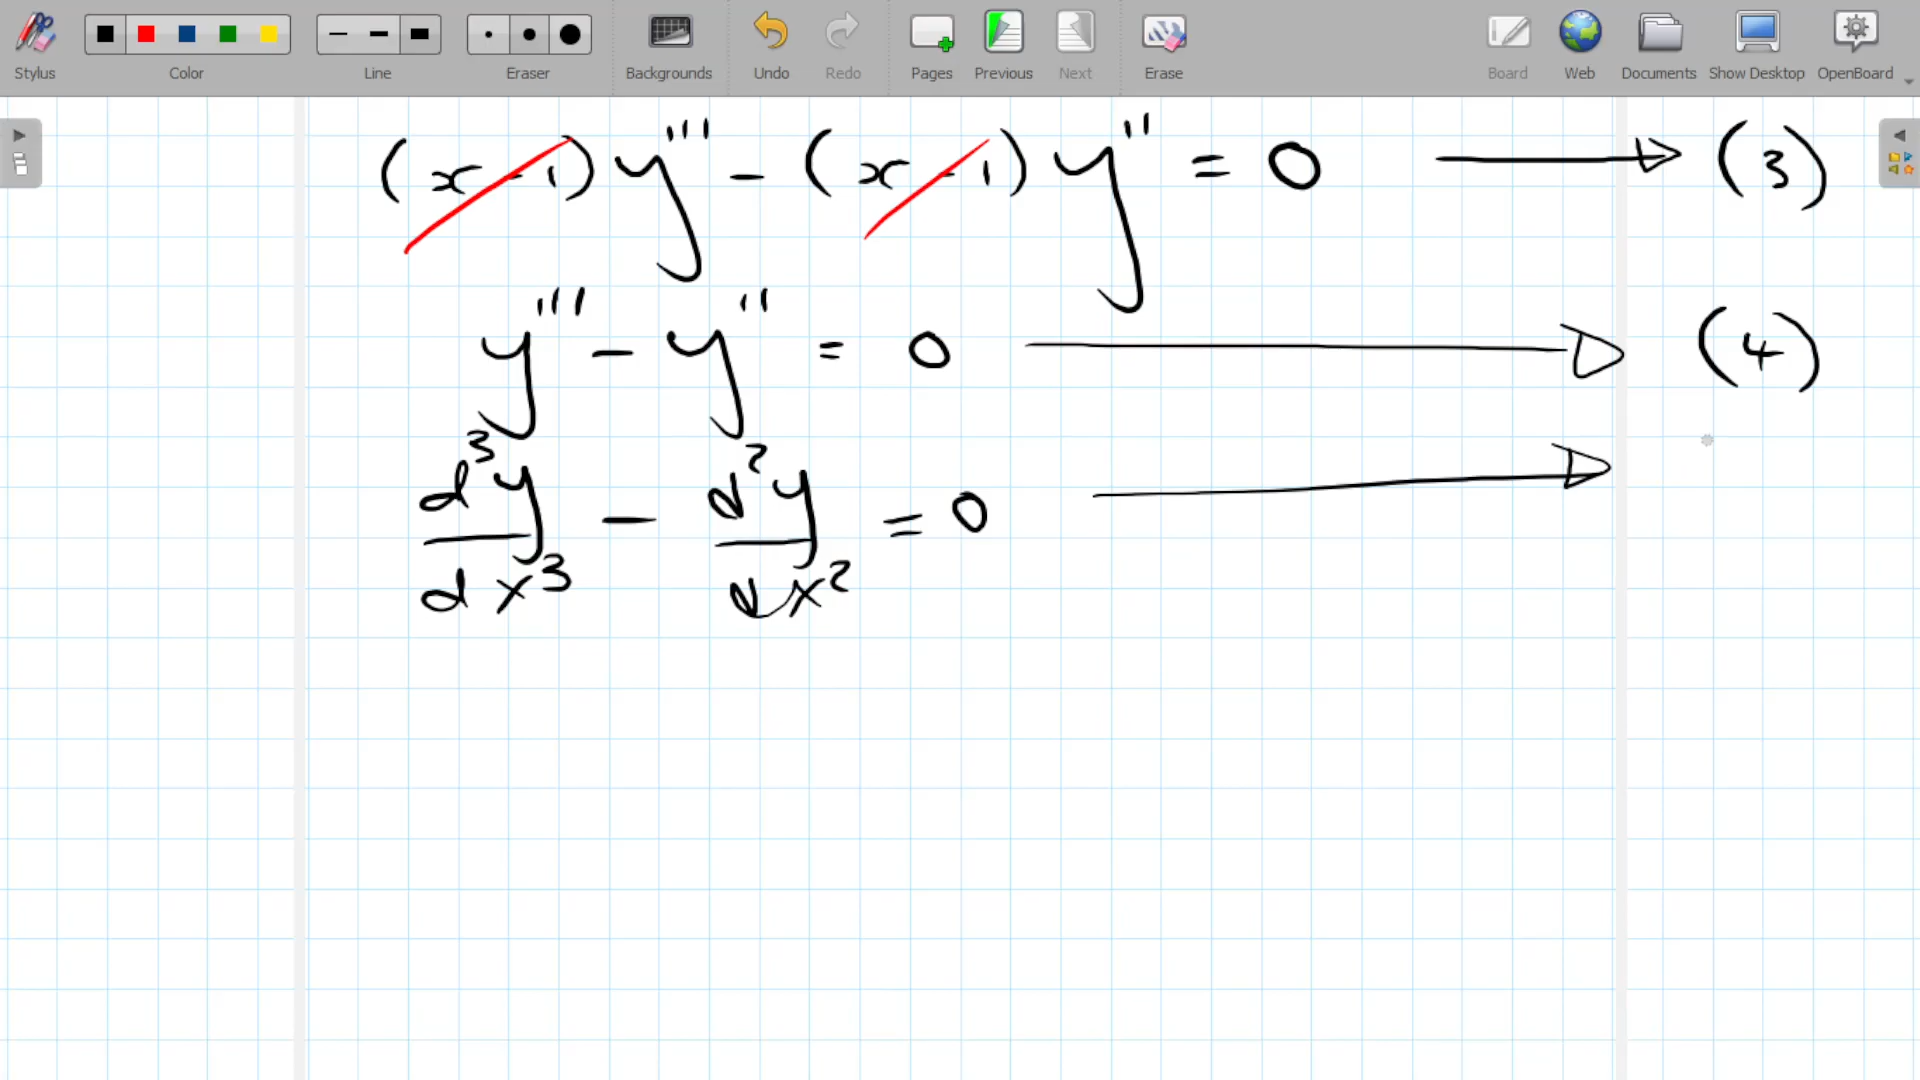 Stylus Color Line Eraser Backgrounds Undo Redo Pages Previous Next Erase Board Web Documents Show Desktop OpenBoard
(x-1)y''' - (x-1)y'' = 0 → (3)
y''' - y'' = 0 → (4)
d³y/dx³ - d²y/dx² = 0 →